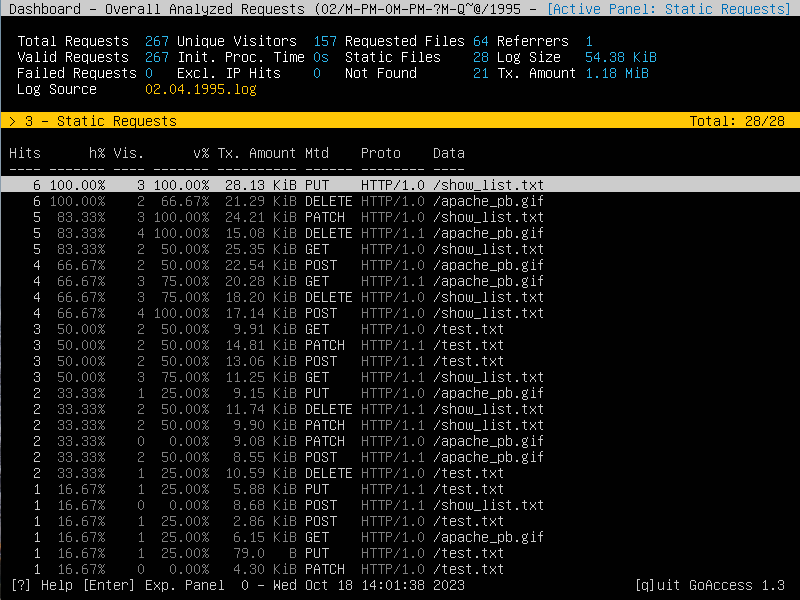 Dashboard - Overall Analyzed Requests (02/M-PM-0M-PM-?M-Q~@/1995 - [Active Panel: Static Requests]
Total Requests 267 Unique Visitors 157 Requested Files 64 Referrers 1
Valid Requests 267 Init. Proc. Time 0s Static Files 28 Log Size 54.38 KiB
Failed Requests 0 Excl. IP Hits 0 Not Found 21 Tx. Amount 1.18 MiB
Log Source 02.04.1995.log
> 3 - Static Requests Total: 28/28
Hits h% Vis. v% Tx. Amount Mtd Proto Data
---- ------- ---- ------- ---------- ------ -------- ----
6 100.00% 3 100.00% 28.13 KiB PUT HTTP/1.0 /show_list.txt
6 100.00% 2 66.67% 21.29 KiB DELETE HTTP/1.0 /apache_pb.gif
5 83.33% 3 100.00% 24.21 KiB PATCH HTTP/1.0 /show_list.txt
5 83.33% 4 100.00% 15.08 KiB DELETE HTTP/1.1 /apache_pb.gif
5 83.33% 2 50.00% 25.35 KiB GET HTTP/1.0 /show_list.txt
4 66.67% 2 50.00% 22.54 KiB POST HTTP/1.0 /apache_pb.gif
4 66.67% 3 75.00% 20.28 KiB GET HTTP/1.1 /apache_pb.gif
4 66.67% 3 75.00% 18.20 KiB DELETE HTTP/1.0 /show_list.txt
4 66.67% 4 100.00% 17.14 KiB POST HTTP/1.0 /show_list.txt
3 50.00% 2 50.00% 9.91 KiB GET HTTP/1.0 /test.txt
3 50.00% 2 50.00% 14.81 KiB PATCH HTTP/1.1 /test.txt
3 50.00% 2 50.00% 13.06 KiB POST HTTP/1.1 /test.txt
3 50.00% 3 75.00% 11.25 KiB GET HTTP/1.1 /show_list.txt
2 33.33% 1 25.00% 9.15 KiB PUT HTTP/1.0 /apache_pb.gif
2 33.33% 2 50.00% 11.74 KiB DELETE HTTP/1.1 /show_list.txt
2 33.33% 2 50.00% 9.90 KiB PATCH HTTP/1.1 /show_list.txt
2 33.33% 0 0.00% 9.08 KiB PATCH HTTP/1.0 /apache_pb.gif
2 33.33% 2 50.00% 8.55 KiB POST HTTP/1.1 /apache_pb.gif
2 33.33% 1 25.00% 10.59 KiB DELETE HTTP/1.0 /test.txt
1 16.67% 1 25.00% 5.88 KiB PUT HTTP/1.1 /test.txt
1 16.67% 0 0.00% 8.68 KiB POST HTTP/1.1 /show_list.txt
1 16.67% 1 25.00% 2.86 KiB POST HTTP/1.0 /test.txt
1 16.67% 1 25.00% 6.15 KiB GET HTTP/1.0 /apache_pb.gif
1 16.67% 1 25.00% 79.0 B PUT HTTP/1.0 /test.txt
1 16.67% 0 0.00% 4.30 KiB PATCH HTTP/1.0 /test.txt
[?] Help [Enter] Exp. Panel 0 - Wed Oct 18 14:01:38 2023 [q]uit GoAccess 1.3